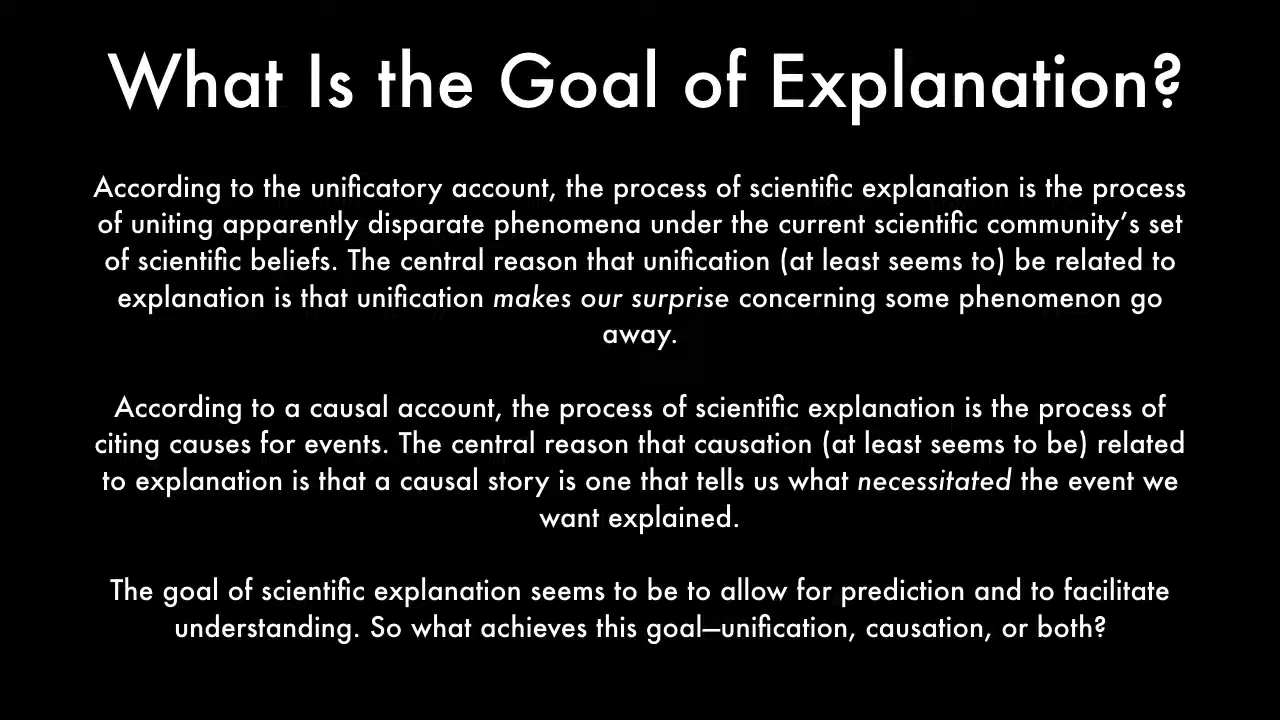 What Is the Goal of Explanation?
According to the unificatory account, the process of scientific explanation is the process
of uniting apparently disparate phenomena under the current scientific community’s set
of scientific beliefs. The central reason that unification (at least seems to) be related to
explanation is that unification makes our surprise concerning some phenomenon go
away.
According to a causal account, the process of scientific explanation is the process of
citing causes for events. The central reason that causation (at least seems to be) related
to explanation is that a causal story is one that tells us what necessitated the event we
want explained.
The goal of scientific explanation seems to be to allow for prediction and to facilitate
understanding. So what achieves this goal—unification, causation, or both?